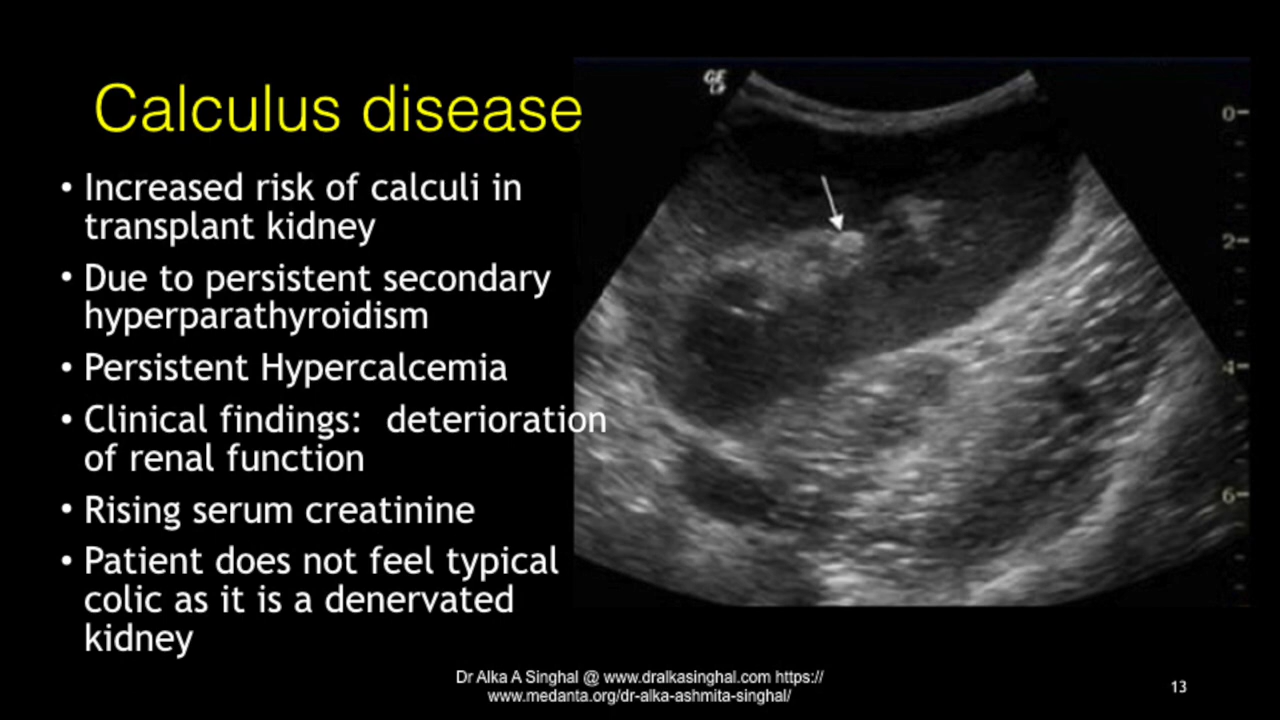 Calculus disease
• Increased risk of calculi in
transplant kidney
• Due to persistent secondary
hyperparathyroidism
• Persistent Hypercalcemia
• Clinical findings:  deterioration
of renal function
• Rising serum creatinine
• Patient does not feel typical
colic as it is a denervated
kidney
GE
L9
0
2
4
6
Dr Alka A Singhal @ www.dralkasinghal.com https://
www.medanta.org/dr-alka-ashmita-singhal/
13